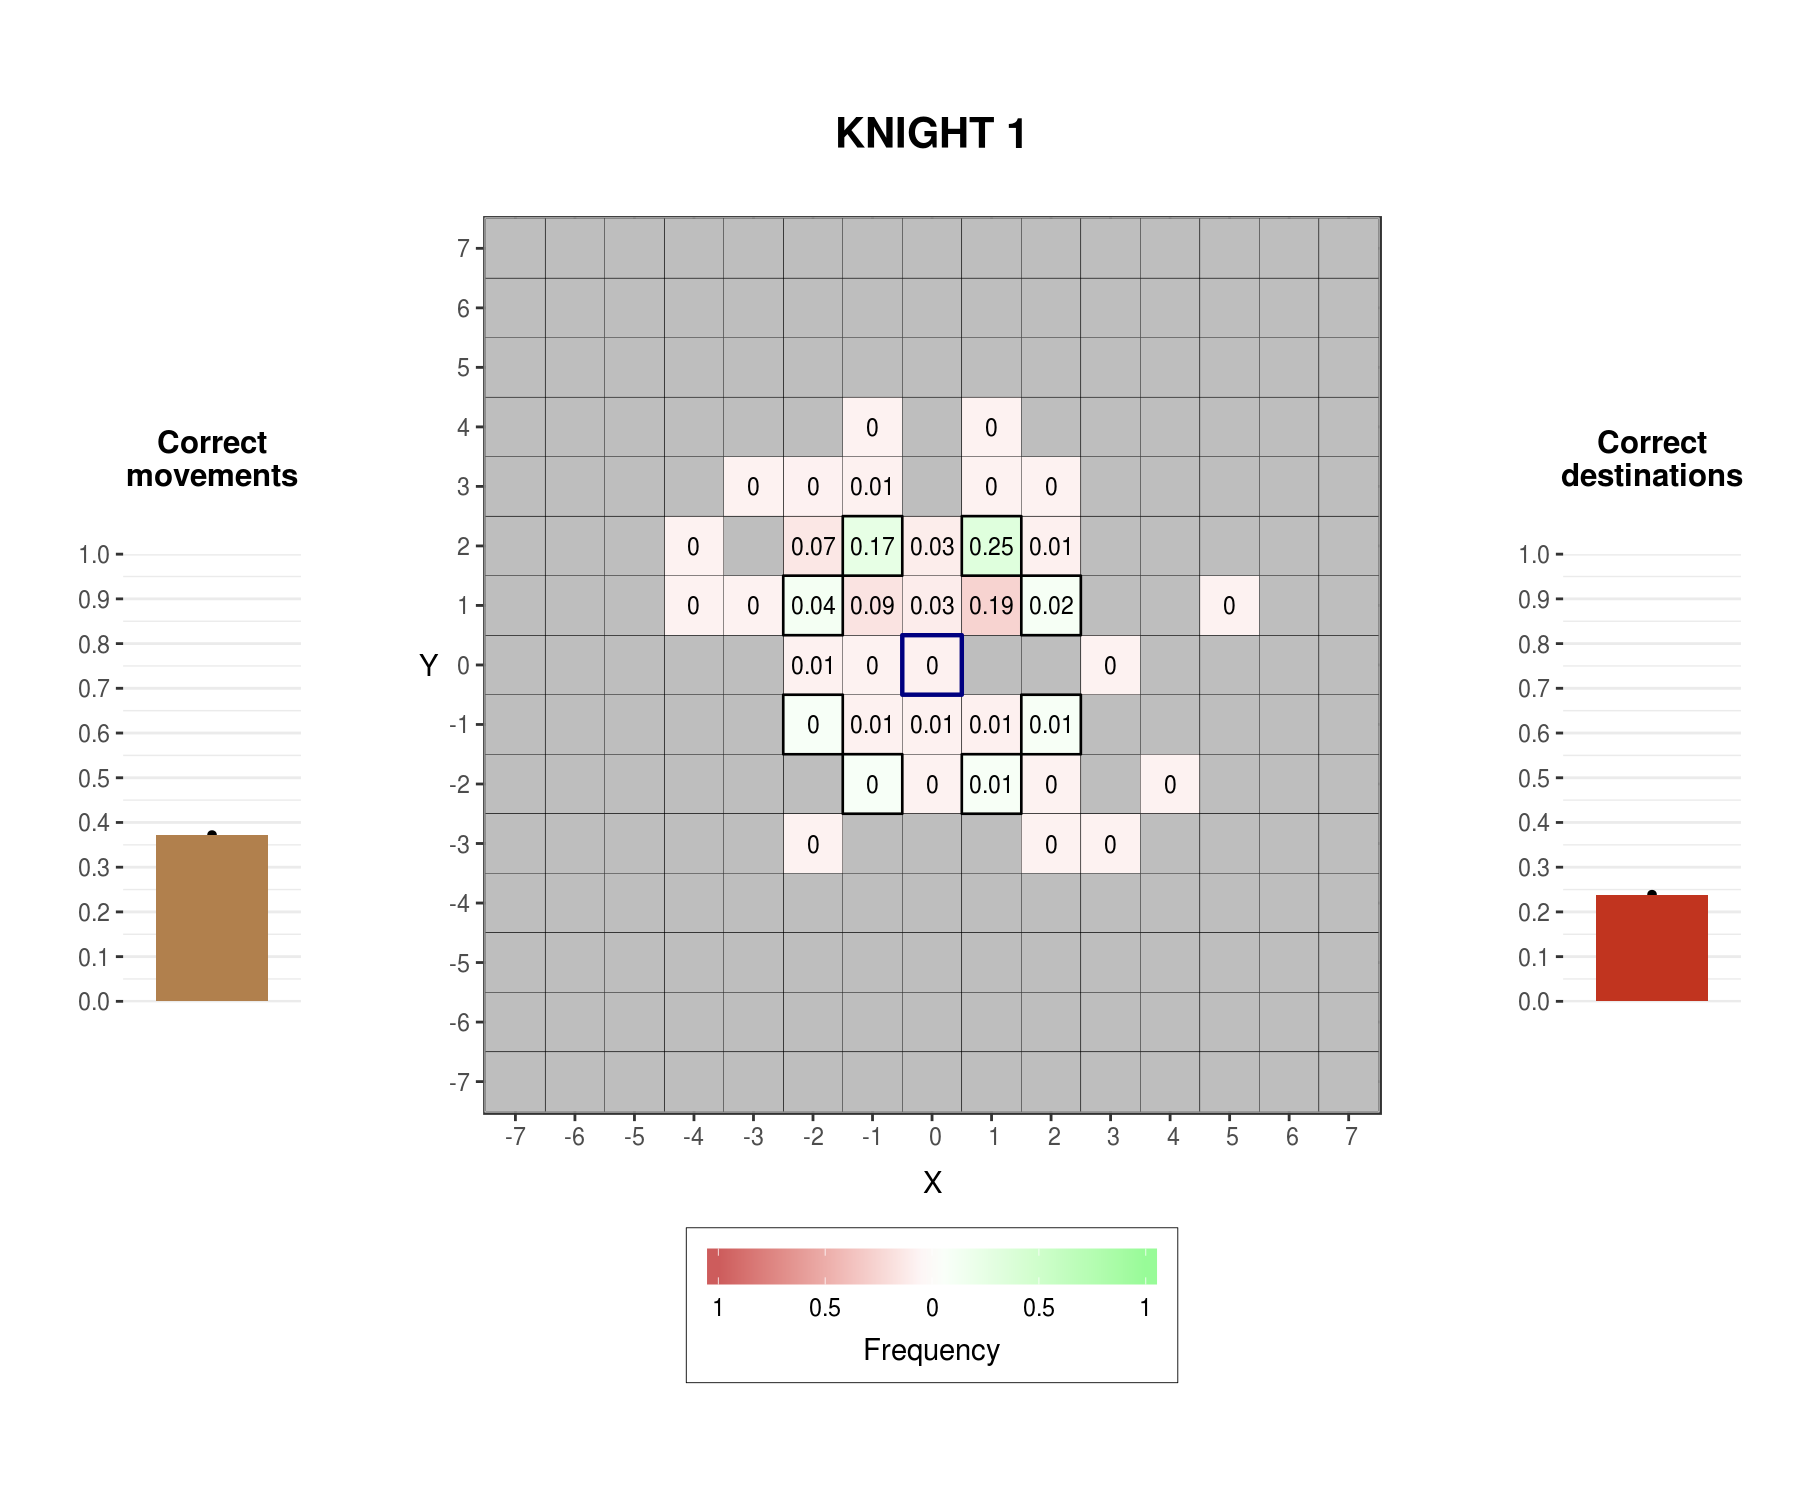 KNIGHT 1
Correct
movements
1.0
0.9
0.8
0.7
0.6
0.5
0.4
0.3
0.2
0.1
0.0
Y
7
6
5
4 0 0
3 0 0 0.01 0 0
2 0 0.07 0.17 0.03 0.25 0.01
1 0 0 0.04 0.09 0.03 0.19 0.02 0
0 0.01 0 0 0
-1 0 0.01 0.01 0.01 0.01
-2 0 0 0.01 0 0
-3 0 0 0
-4
-5
-6
-7
-7 -6 -5 -4 -3 -2 -1 0 1 2 3 4 5 6 7
X
1 0.5 0 0.5 1
Frequency
Correct
destinations
1.0
0.9
0.8
0.7
0.6
0.5
0.4
0.3
0.2
0.1
0.0